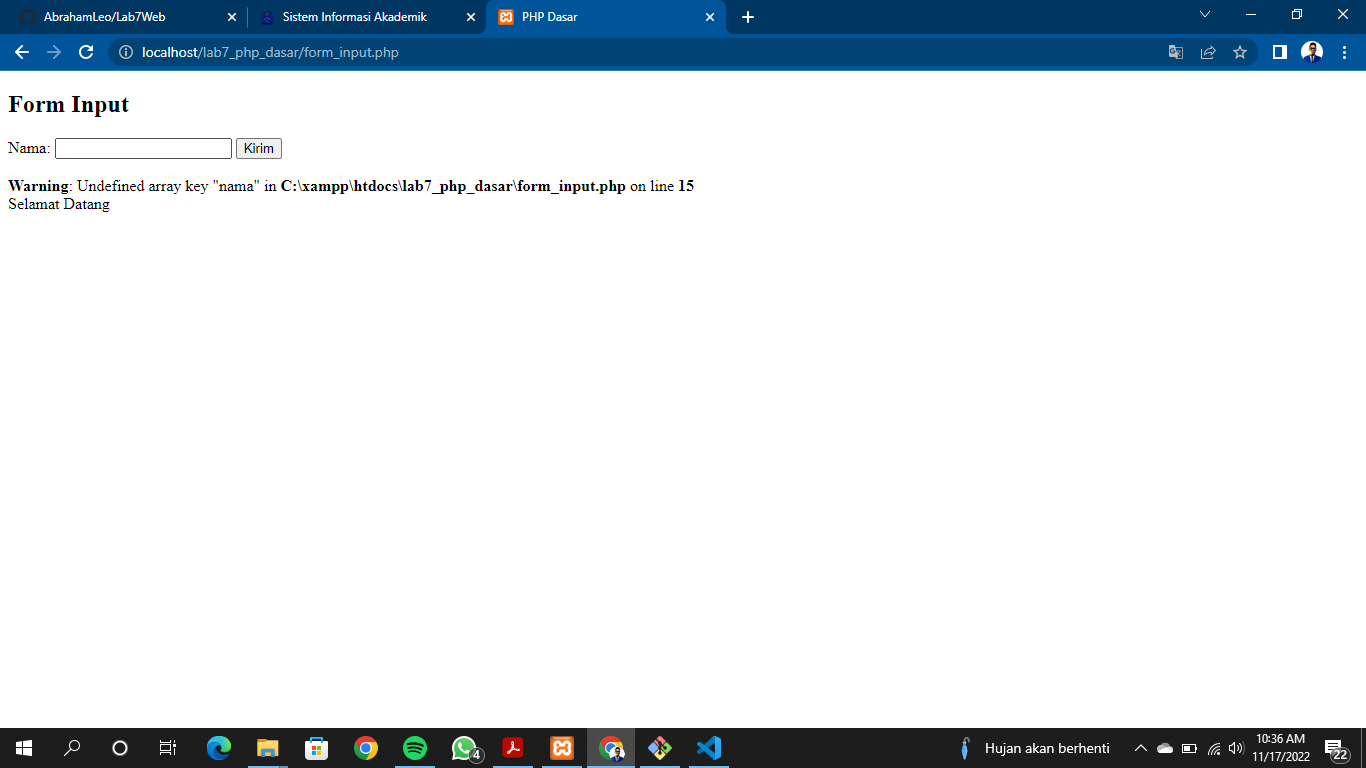 AbrahamLeo/Lab7Web
Sistem Informasi Akademik
PHP Dasar
localhost/lab7_php_dasar/form_input.php
Form Input
Nama:
Kirim
Warning: Undefined array key "nama" in C:\xampp\htdocs\lab7_php_dasar\form_input.php on line 15
Selamat Datang
4
Hujan akan berhenti
10:36 AM
11/17/2022
22